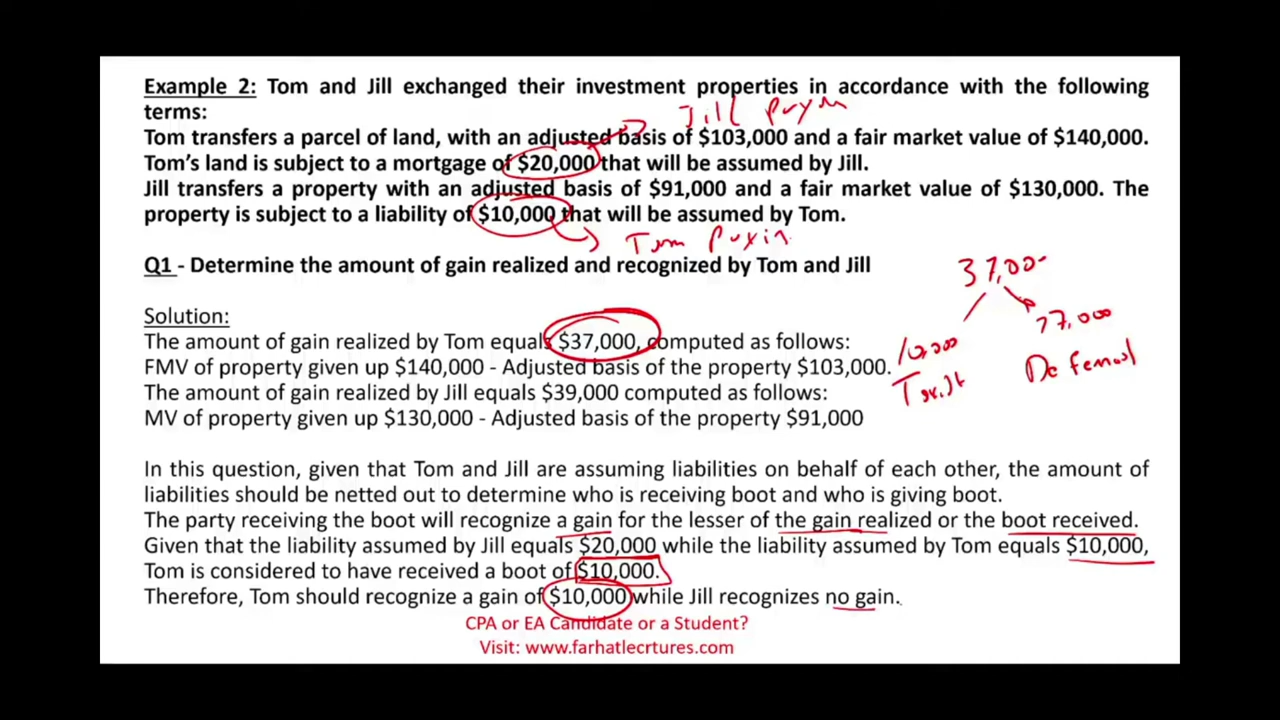 Example 2: Tom and Jill exchanged their investment properties in accordance with the following
terms:
Jill
Tom transfers a parcel of land, with an adjusted basis of $103,000 and a fair market value of $140,000.
Tom's land is subject to a mortgage of $20,000 that will be assumed by Jill.
Jill transfers a property with an adjusted basis of $91,000 and a fair market value of $130,000. The
property is subject to a liability of $10,000 that will be assumed by Tom.
Tom
Q1 - Determine the amount of gain realized and recognized by Tom and Jill
37,00
Solution:
The amount of gain realized by Tom equals $37,000, computed as follows:
10,000
FMV of property given up $140,000 - Adjusted basis of the property $103,000.
The amount of gain realized by Jill equals $39,000 computed as follows:
MV of property given up $130,000 - Adjusted basis of the property $91,000
In this question, given that Tom and Jill are assuming liabilities on behalf of each other, the amount of
liabilities should be netted out to determine who is receiving boot and who is giving boot.
The party receiving the boot will recognize a gain for the lesser of the gain realized or the boot received.
Given that the liability assumed by Jill equals $20,000 while the liability assumed by Tom equals $10,000,
Tom is considered to have received a boot of $10,000.
Therefore, Tom should recognize a gain of $10,000 while Jill recognizes no gain.
CPA or EA Candidate or a Student?
Visit: www.farhatlecrtures.com